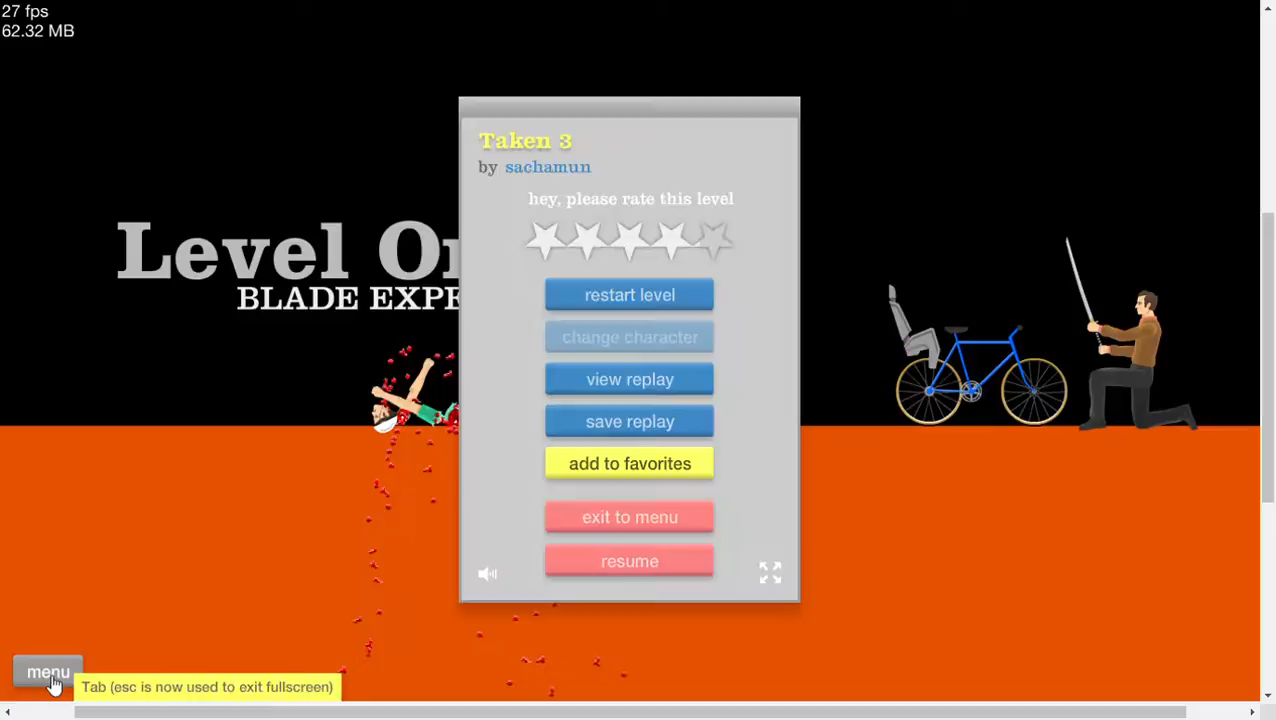 27 fps
62.32 MB
Taken 3
by sachamun
hey, please rate this level
Level
BLADE
restart level
change character
view replay
save replay
add to favorites
exit to menu
resume
menu
Tab (esc is now used to exit fullscreen)